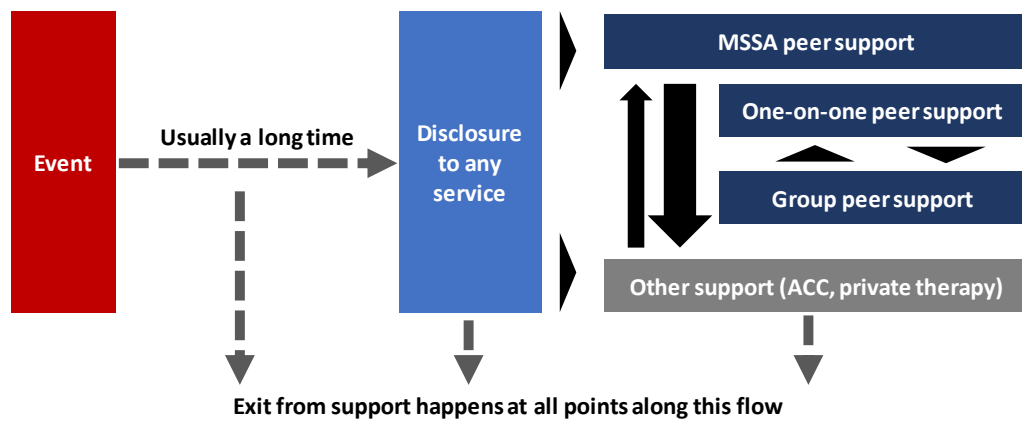 Event
Usually a long time
Disclosure
to any
service
MSSA peer support
One-on-one peer support
Group peer support
Other support (ACC, private therapy)
Exit from support happens at all points along this flow